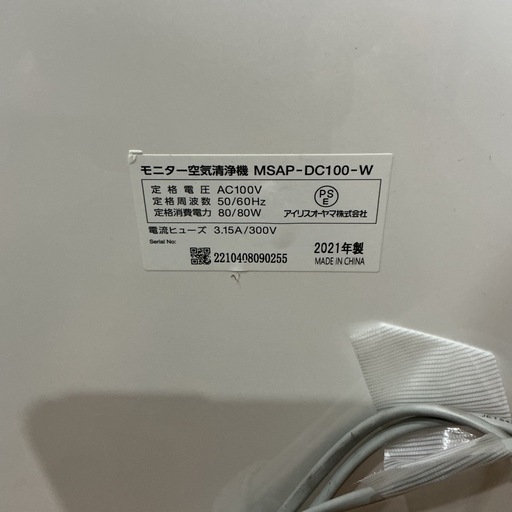 モニター空気清浄機 MSAP-DC100-W
定格電圧 AC100V
定格周波数 50/60Hz
定格消費電力 80/80W
PS
E
アイリスオーヤマ株式会社
電流ヒューズ 3.15A/300V
Serial No:
2210408090255
2021年製
MADE IN CHINA